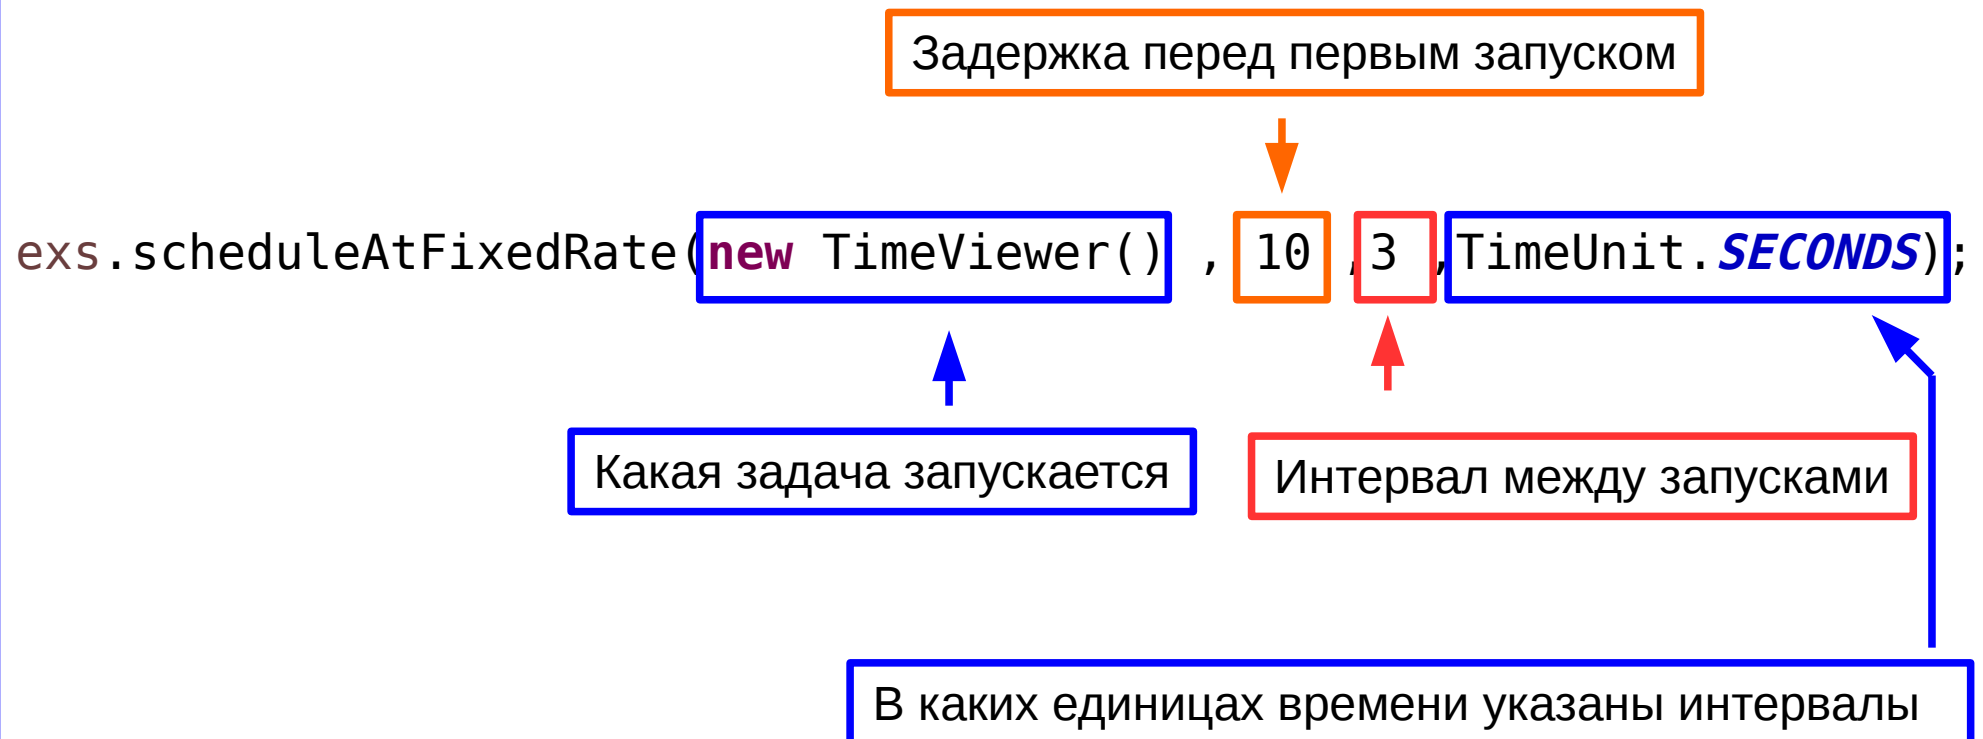 Задержка перед первым запуском
exs.scheduleAtFixedRate(new TimeViewer() , 10 ,3 ,TimeUnit.SECONDS);
Какая задача запускается
Интервал между запусками
В каких единицах времени указаны интервалы